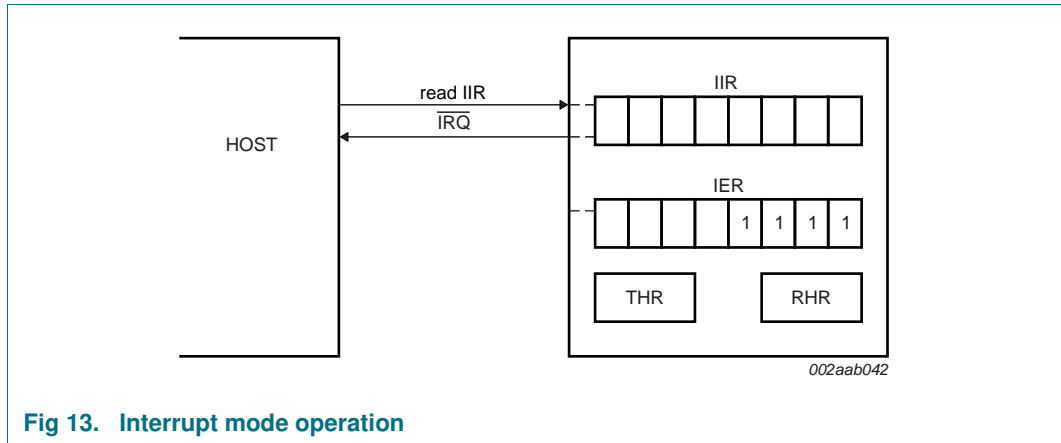 IIR
read IIR
IRQ
HOST
IER
1 1 1 1
THR RHR
002aab042
Fig 13. Interrupt mode operation